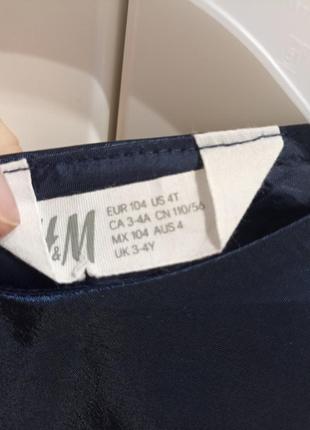 H&M
EUR 104 US 4T
CA 3-4A CN 110/56
MX 104 AUS 4
UK 3-4Y